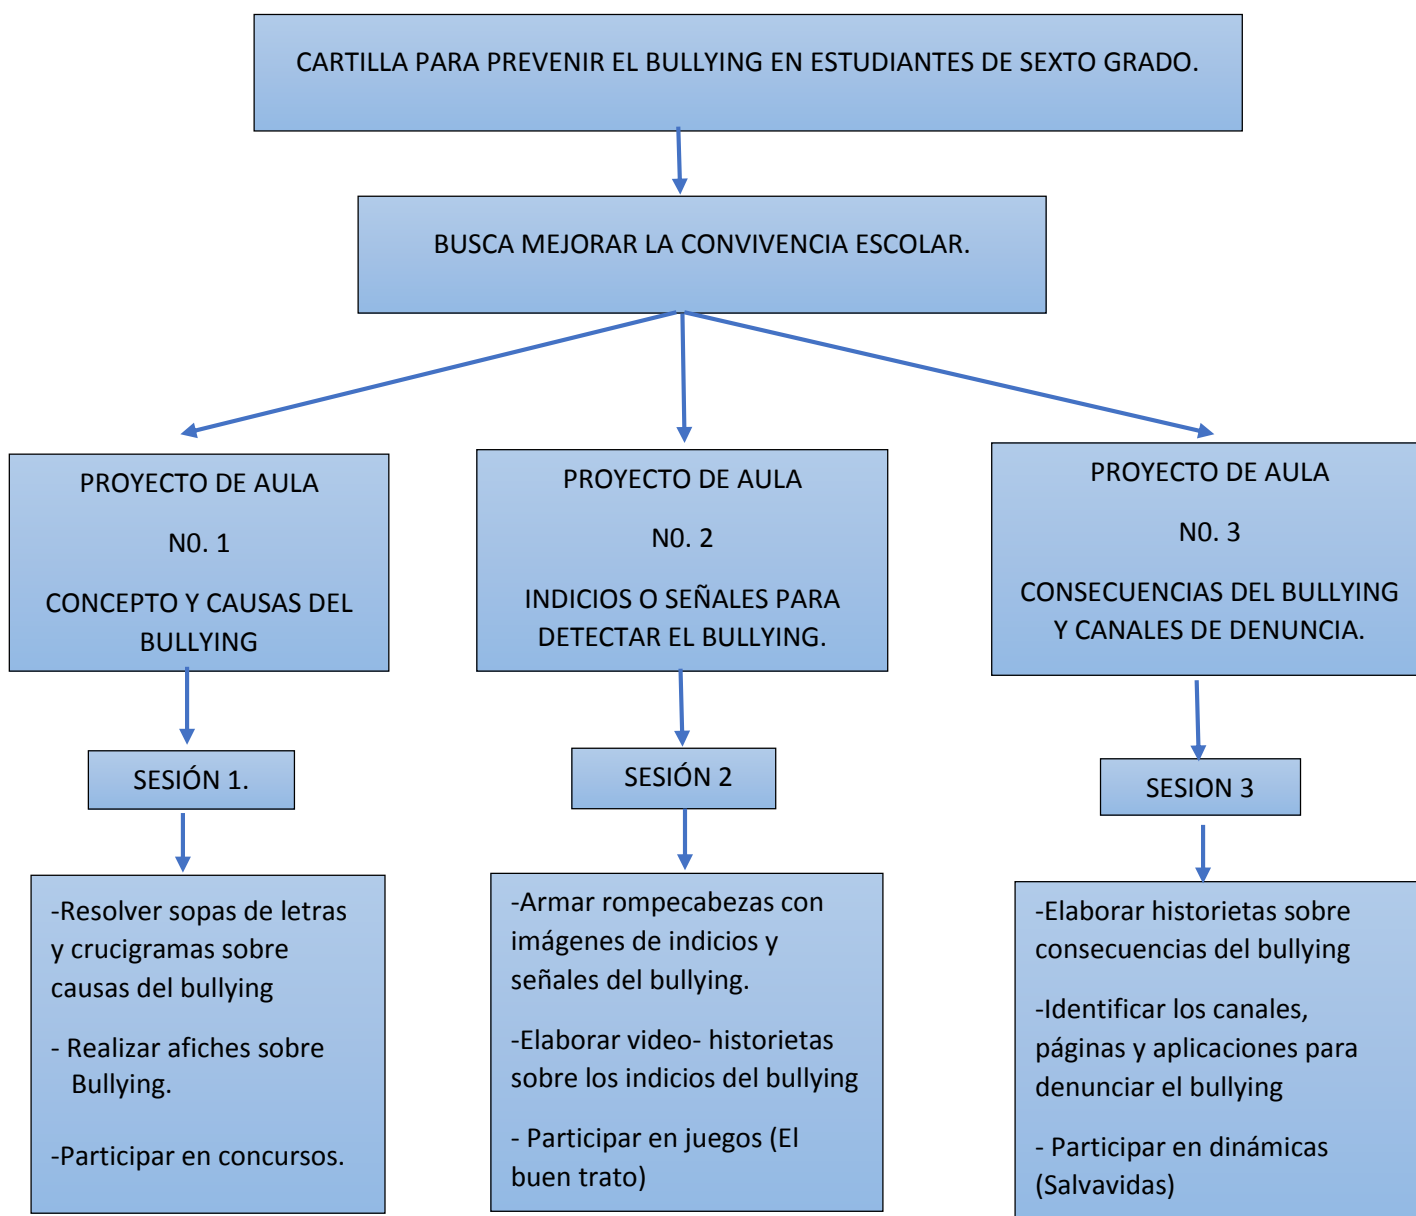 CARTILLA PARA PREVENIR EL BULLYING EN ESTUDIANTES DE SEXTO GRADO.
BUSCA MEJORAR LA CONVIVENCIA ESCOLAR.
PROYECTO DE AULA
N0. 1
CONCEPTO Y CAUSAS DEL
BULLYING
PROYECTO DE AULA
N0. 2
INDICIOS O SEÑALES PARA
DETECTAR EL BULLYING.
PROYECTO DE AULA
N0. 3
CONSECUENCIAS DEL BULLYING
Y CANALES DE DENUNCIA.
SESIÓN 1.
SESIÓN 2
SESION 3
-Resolver sopas de letras
y crucigramas sobre
causas del bullying
- Realizar afiches sobre
Bullying.
-Participar en concursos.
-Armar rompecabezas con
imágenes de indicios y
señales del bullying.
-Elaborar video- historietas
sobre los indicios del bullying
- Participar en juegos (El
buen trato)
-Elaborar historietas sobre
consecuencias del bullying
-Identificar los canales,
páginas y aplicaciones para
denunciar el bullying
- Participar en dinámicas
(Salvavidas)